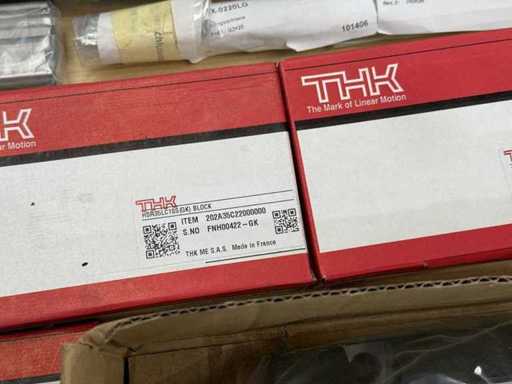 101406
THK
The Mark of Linear Motion
THK
THK
HSR35LC1SS(GK) BLOCK
ITEM 202A35C22000000
S.NO FNH00422-GK
THK ME S.A.S. Made in France